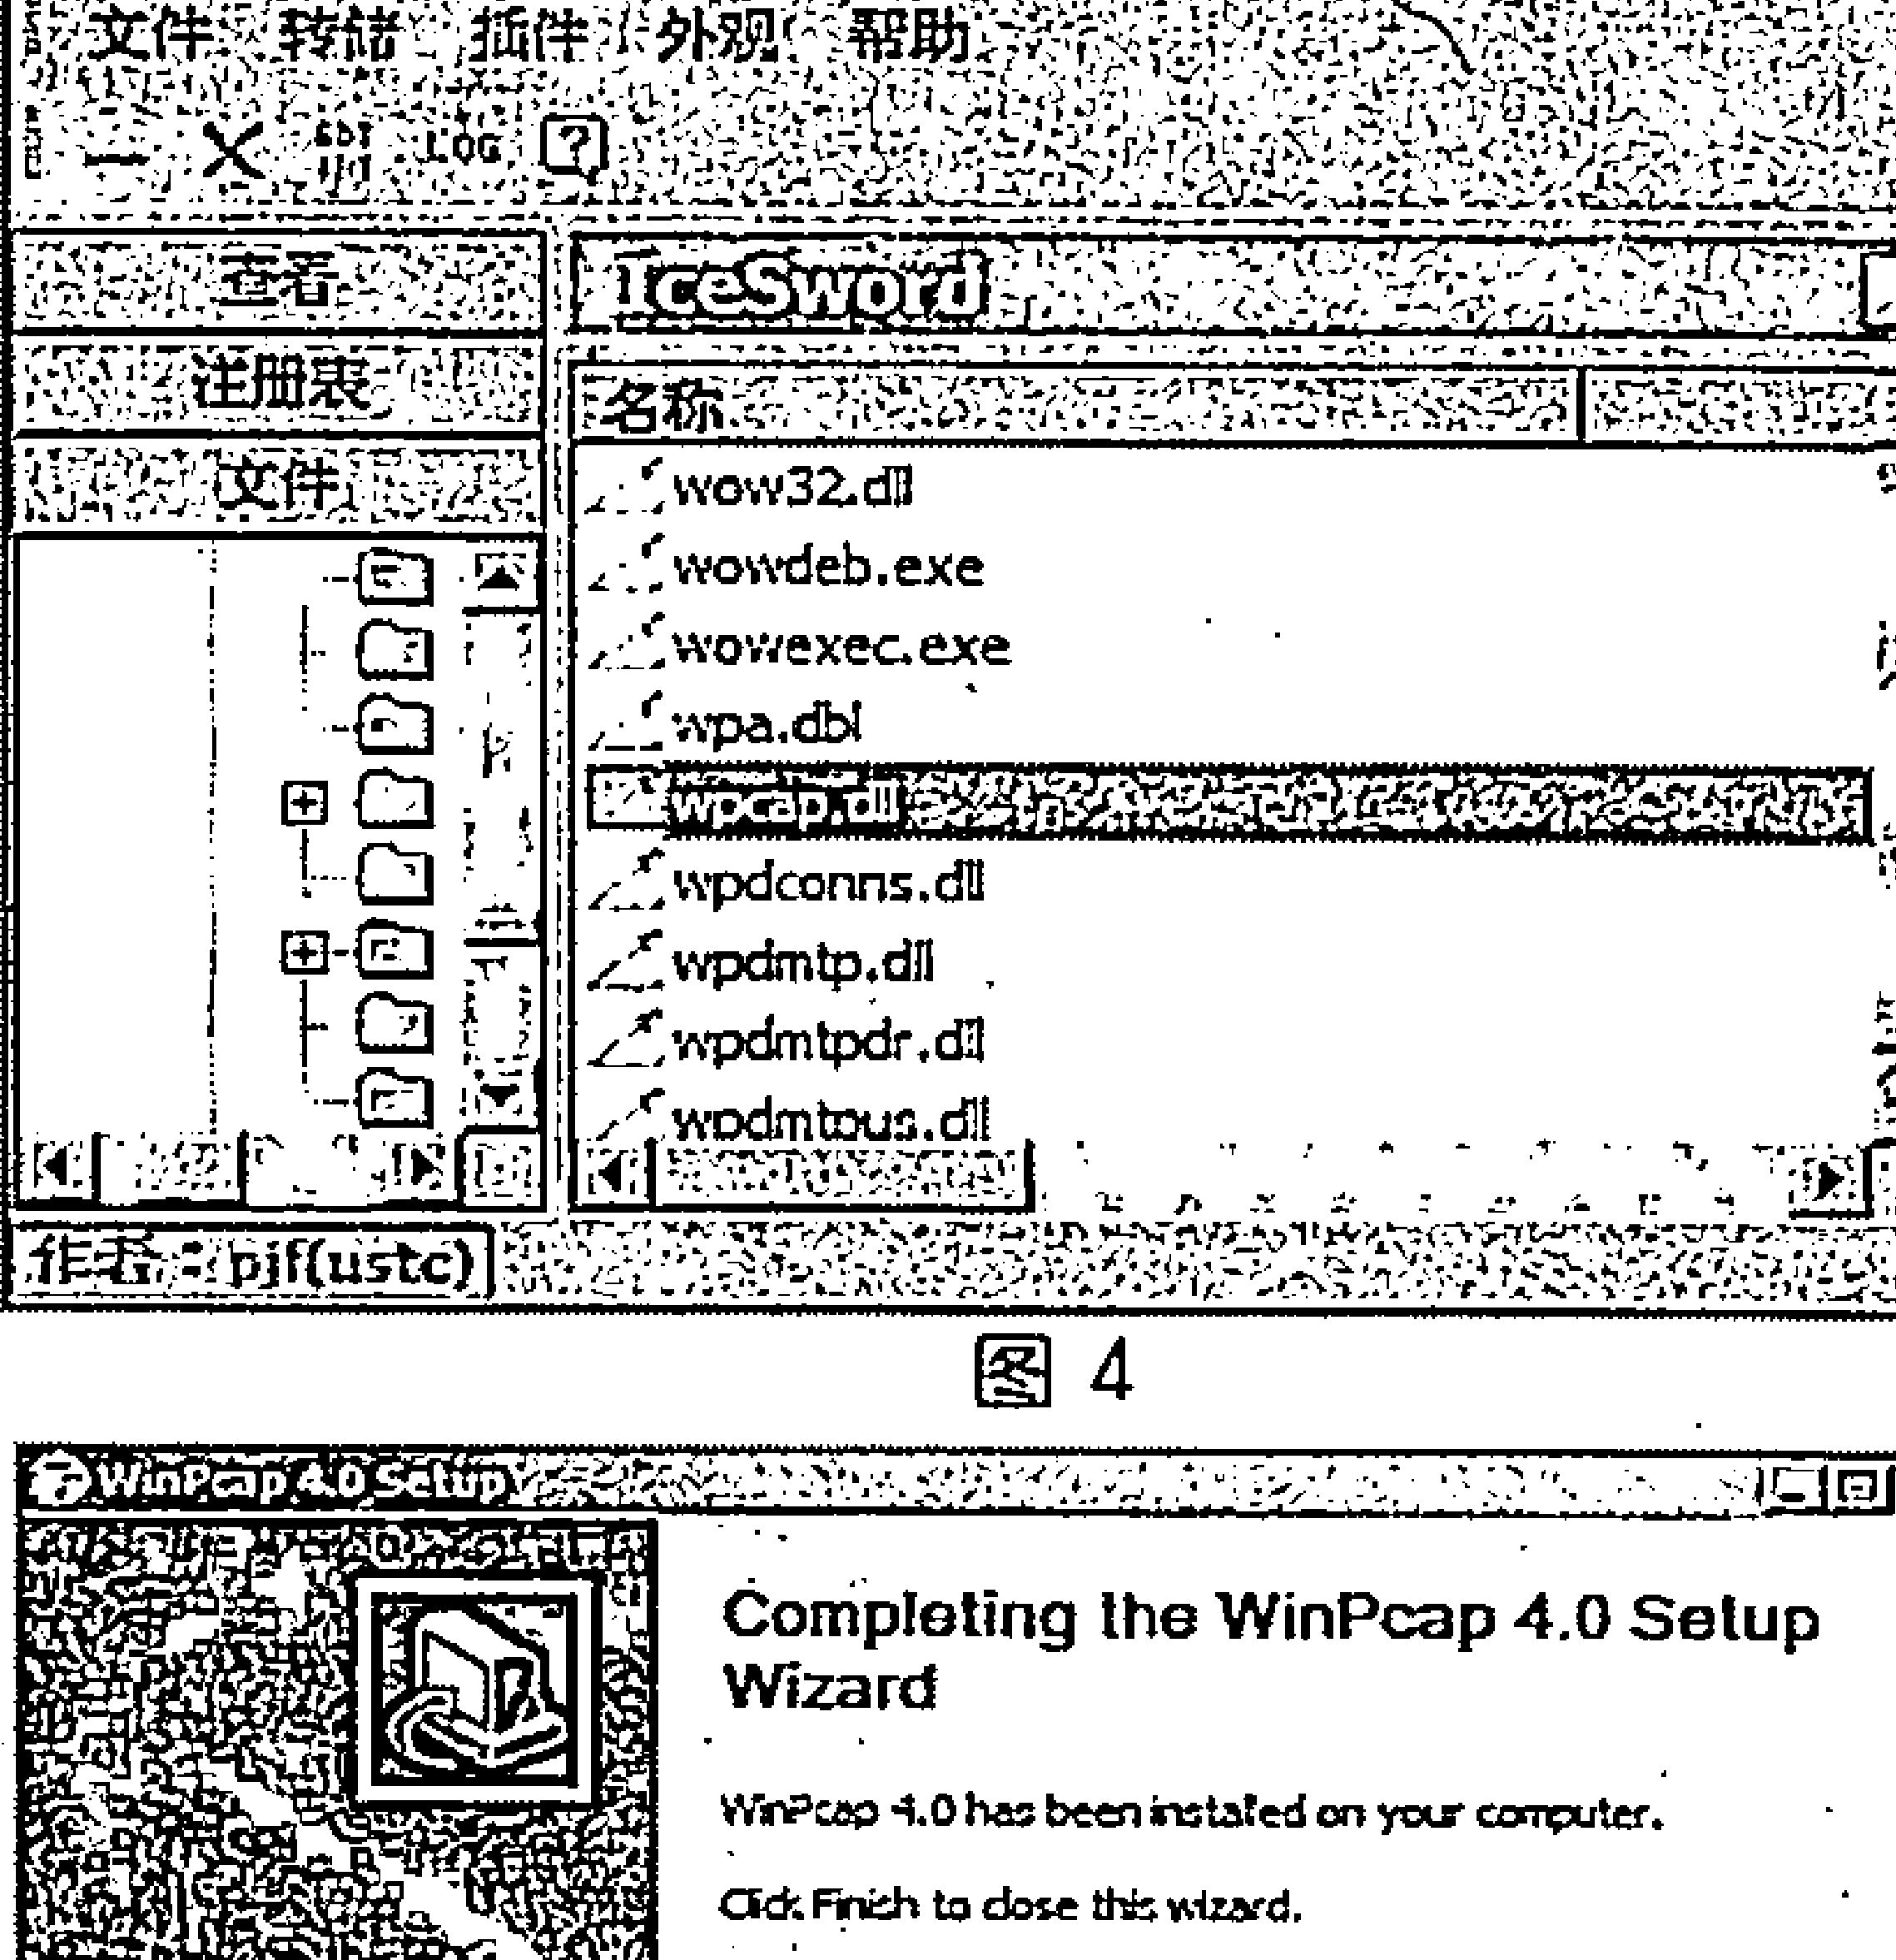 文件 转储 插件 外观 帮助
LOG ?
查看
IceSword
注册表
名称
文件
wow32.dll
wowdeb.exe
wowexec.exe
wpa.dbl
wpcap.dll
wpdconns.dll
wpdmtp.dll
wpdmtpdr.dll
wpdmtpus.dll
作者：pjf(ustc)
图 4
WinPcap 4.0 Setup
Completing the WinPcap 4.0 Setup
Wizard
WinPcap 4.0 has been installed on your computer.
Click Finish to close this wizard.